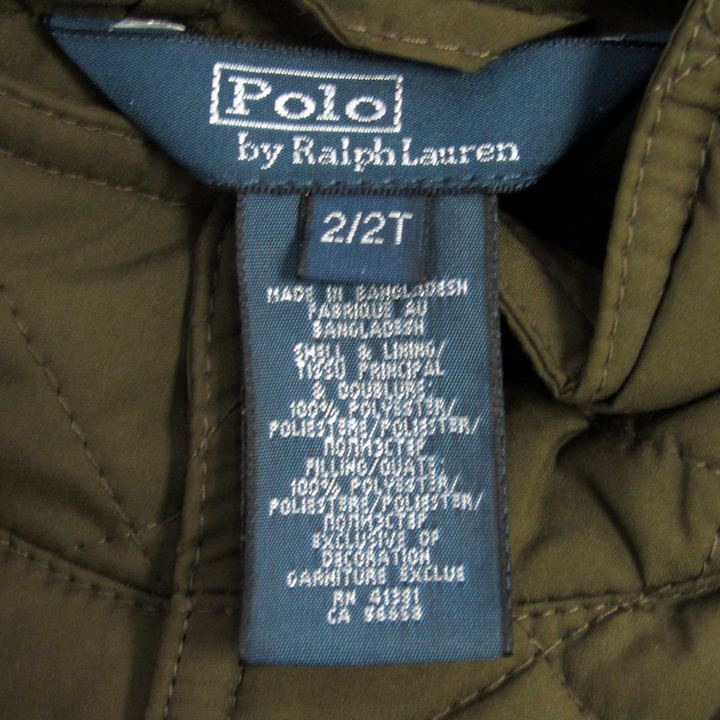 Polo
by Ralph Lauren
2/2T
MADE IN BANGLADESH
FABRIQUE AU
BANGLADESH
SHELL & LINING/
TISSU PRINCIPAL
& DOUBLURE
100% POLYESTER/
POLIESTERE/POLYESTER/
ПОЛИЭСТЕР
FILLING/OUATE
100% POLYESTER/
POLIESTERE/POLYESTER/
ПОЛИЭСТЕР
EXCLUSIVE OF
DECORATION
GARNITURE EXCLUE
RN 41381
CA